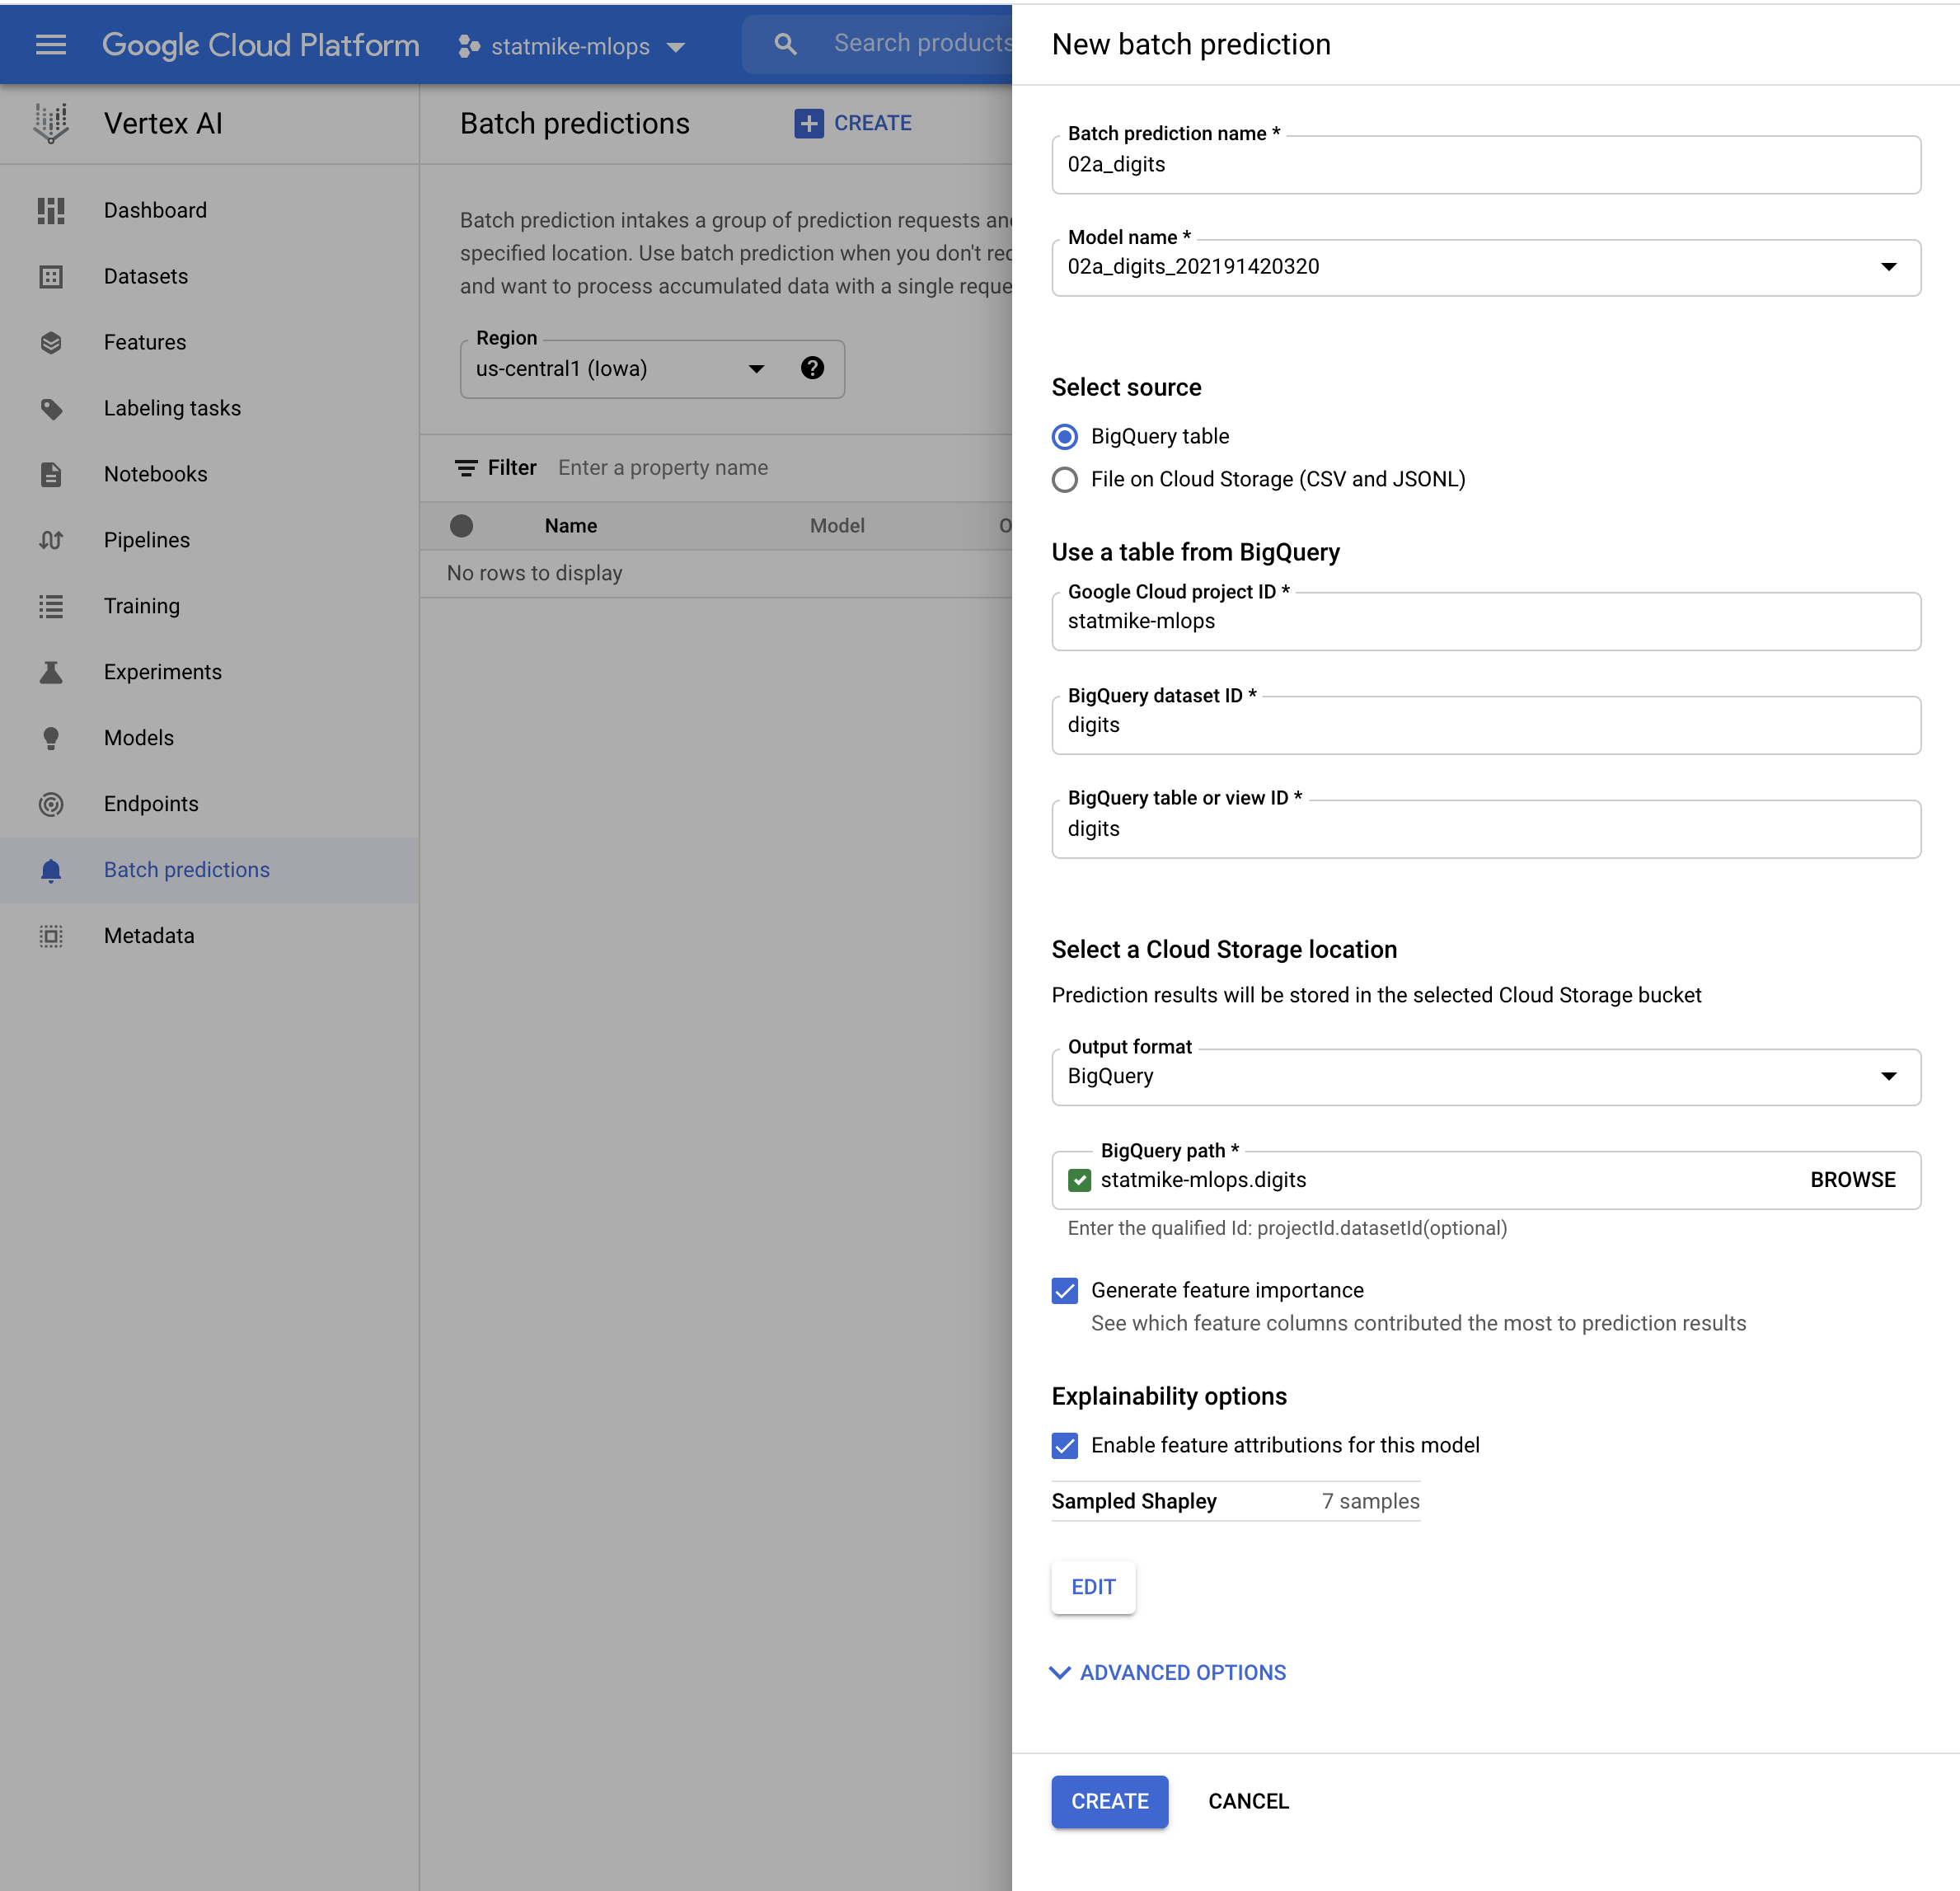 Google Cloud Platform
statmike-mlops
Search products
Vertex AI
Dashboard
Datasets
Features
Labeling tasks
Notebooks
Pipelines
Training
Experiments
Models
Endpoints
Batch predictions
Metadata
Batch predictions
CREATE
Batch prediction intakes a group of prediction requests
specified location. Use batch prediction when you don't
and want to process accumulated data with a single
Region
us-central1 (Iowa)
Filter
Enter a property name
Name
Model
No rows to display
New batch prediction
Batch prediction name *
02a_digits
Model name *
02a_digits_202191420320
Select source
BigQuery table
File on Cloud Storage (CSV and JSONL)
Use a table from BigQuery
Google Cloud project ID *
statmike-mlops
BigQuery dataset ID *
digits
BigQuery table or view ID *
digits
Select a Cloud Storage location
Prediction results will be stored in the selected Cloud Storage bucket
Output format
BigQuery
BigQuery path *
statmike-mlops.digits
BROWSE
Enter the qualified Id: projectId.datasetId(optional)
Generate feature importance
See which feature columns contributed the most to prediction results
Explainability options
Enable feature attributions for this model
Sampled Shapley
7 samples
EDIT
ADVANCED OPTIONS
CREATE
CANCEL